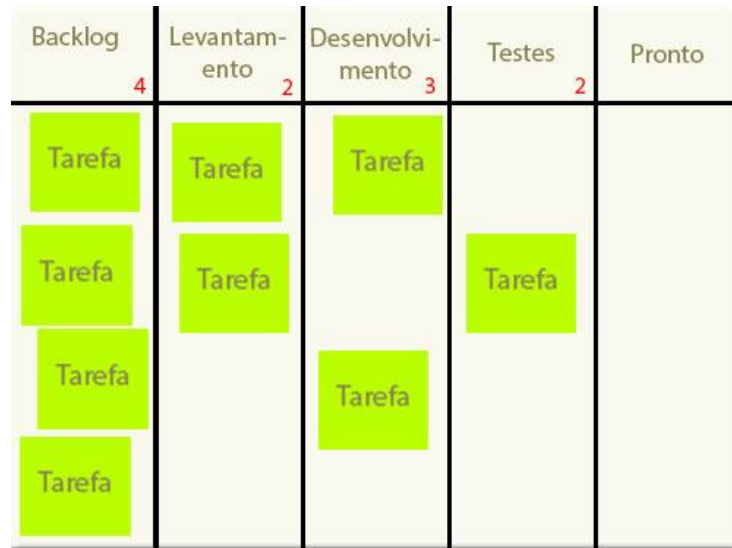 Backlog
4
Levantam-
ento
2
Desenvolvi-
mento
3
Testes
2
Pronto
Tarefa
Tarefa
Tarefa
Tarefa
Tarefa
Tarefa
Tarefa
Tarefa
Tarefa